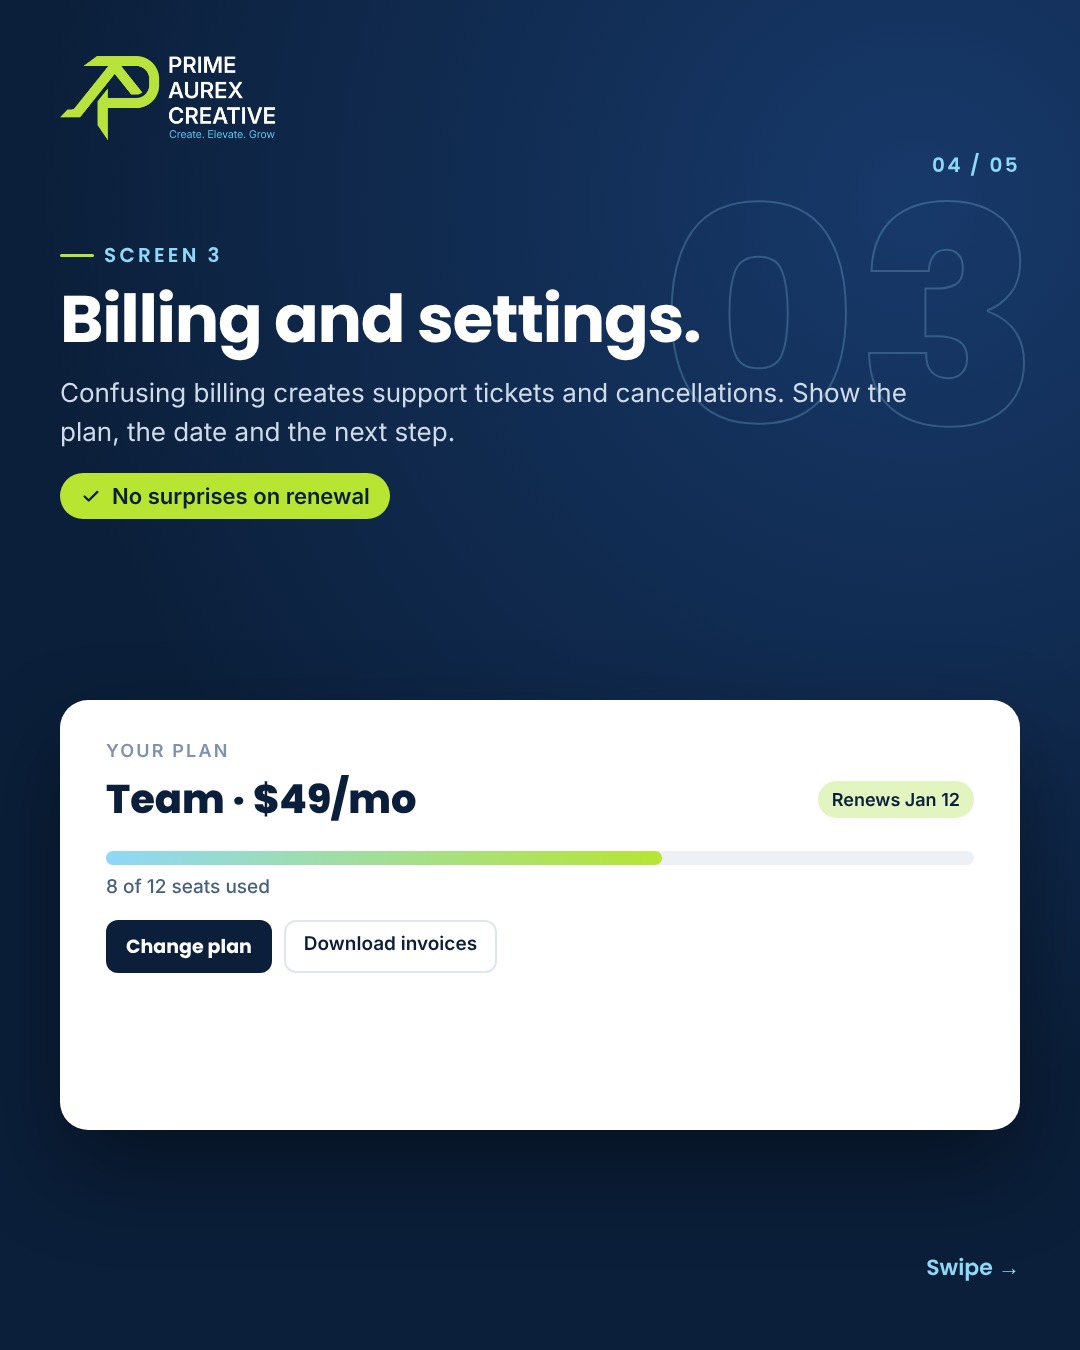 PRIME
AUREX
CREATIVE
Create. Elevate. Grow
04 / 05
03
SCREEN 3
Billing and settings.
Confusing billing creates support tickets and cancellations. Show the
plan, the date and the next step.
✓ No surprises on renewal
YOUR PLAN
Team · $49/mo
Renews Jan 12
8 of 12 seats used
Change plan
Download invoices
Swipe →